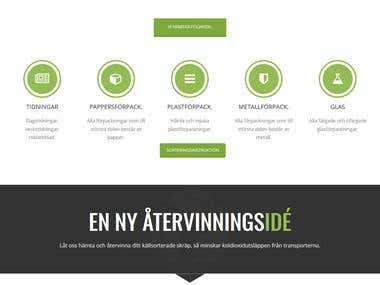 TIDNINGAR
PAPPERSFÖRPACK.
PLASTFÖRPACK.
METALLFÖRPACK.
GLAS
Dagstidningar,
veckotidningar,
reklamblad.
Alla förpackningar som till
största delen består av
papper.
Hårda och mjuka
plastförpackningar.
Alla förpackningar som till
största delen består av
metall.
Alla färgade och ofärgade
glasförpackningar.
SORTERINGSINSTRUKTION
EN NY ÅTERVINNINGSIDÉ
Låt oss hämta och återvinna ditt källsorterade skräp, så minskar koldioxidutsläppen från transporterna.